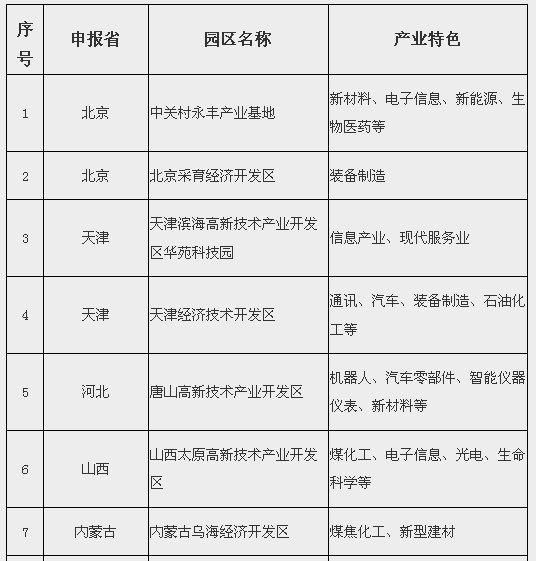 序号 申报省 园区名称 产业特色
1 北京 中关村永丰产业基地 新材料、电子信息、新能源、生物医药等
2 北京 北京采育经济开发区 装备制造
3 天津 天津滨海高新技术产业开发区华苑科技园 信息产业、现代服务业
4 天津 天津经济技术开发区 通讯、汽车、装备制造、石油化工等
5 河北 唐山高新技术产业开发区 机器人、汽车零部件、智能仪器仪表、新材料等
6 山西 山西太原高新技术产业开发区 煤化工、电子信息、光电、生命科学等
7 内蒙古 内蒙古乌海经济开发区 煤焦化工、新型建材